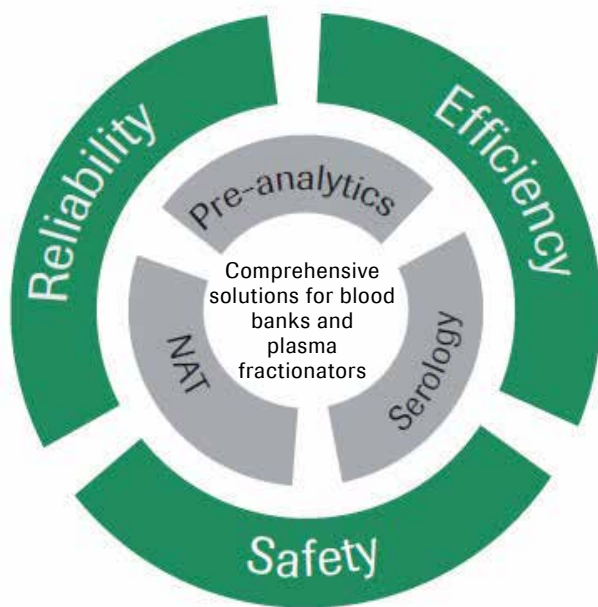 Reliability
Efficiency
Pre-analytics
Comprehensive
solutions for blood
banks and
plasma
fractionators
NAT
Serology
Safety